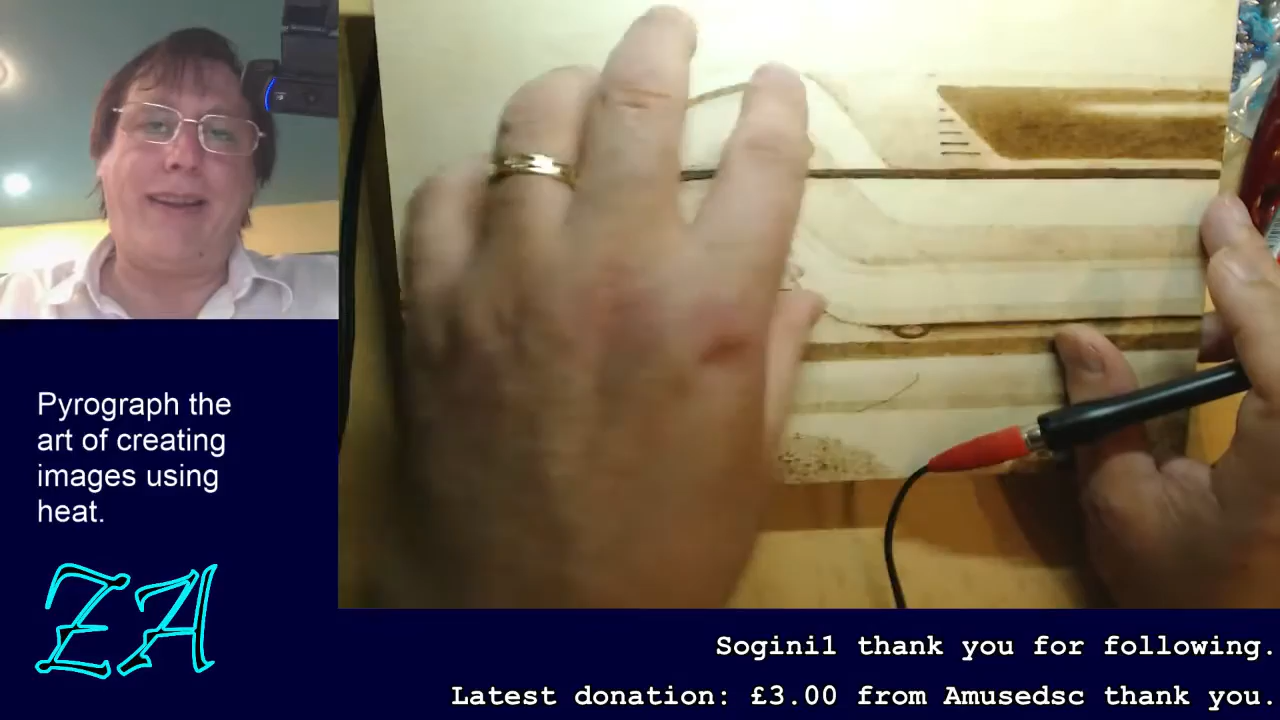 Pyrograph the
art of creating
images using
heat.
ZA
Sogini1 thank you for following.
Latest donation: £3.00 from Amusedsc thank you.